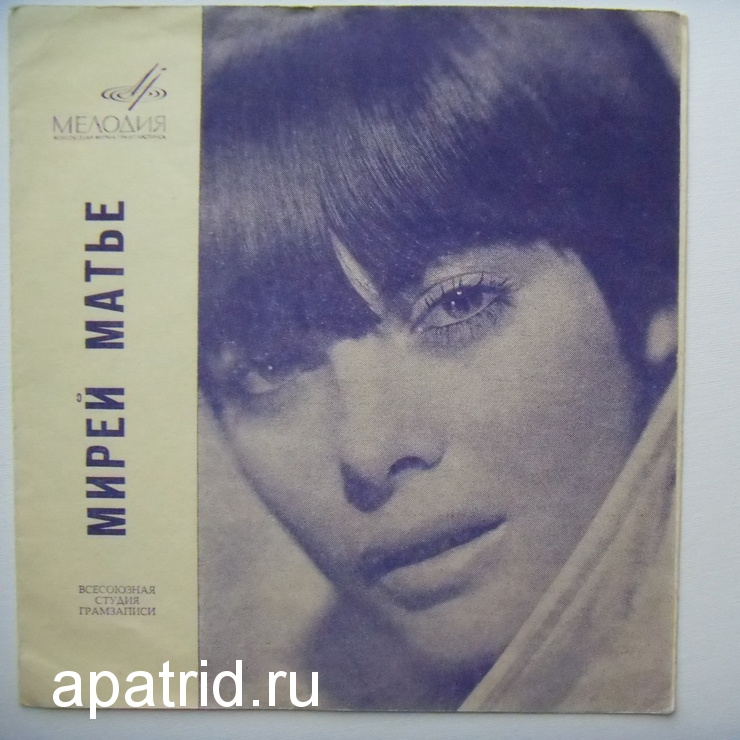 МЕЛОДИЯ
МИРЕЙ МАТЬЕ
ВСЕСОЮЗНАЯ
СТУДИЯ
ГРАМЗАПИСИ
apatrid.ru